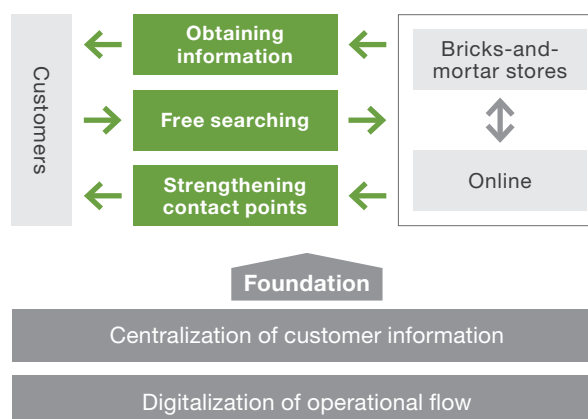 Customers
Obtaining
information
Free searching
Strengthening
contact points
Bricks-and-
mortar stores
Online
Foundation
Centralization of customer information
Digitalization of operational flow